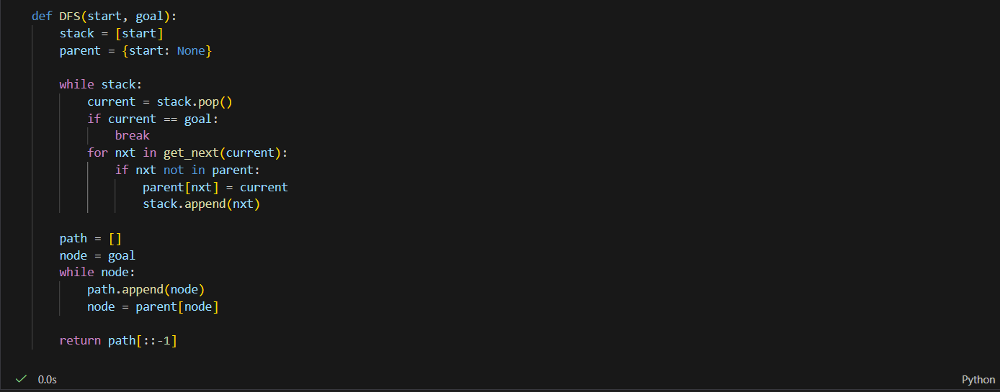 def DFS(start, goal):
    stack = [start]
    parent = {start: None}

    while stack:
        current = stack.pop()
        if current == goal:
            break
        for nxt in get_next(current):
            if nxt not in parent:
                parent[nxt] = current
                stack.append(nxt)

    path = []
    node = goal
    while node:
        path.append(node)
        node = parent[node]

    return path[::-1]
0.0s
Python